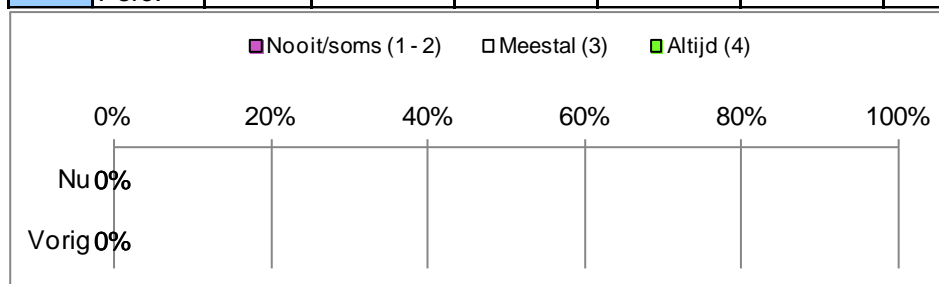 Nooit/soms (1 - 2) Meestal (3) Altijd (4)
0% 20% 40% 60% 80% 100%
Nu 0%
Vorig 0%